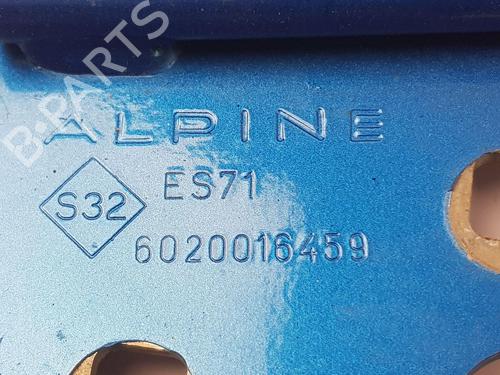 B-PARTS
ALPINE
S32
ES71
6020016459